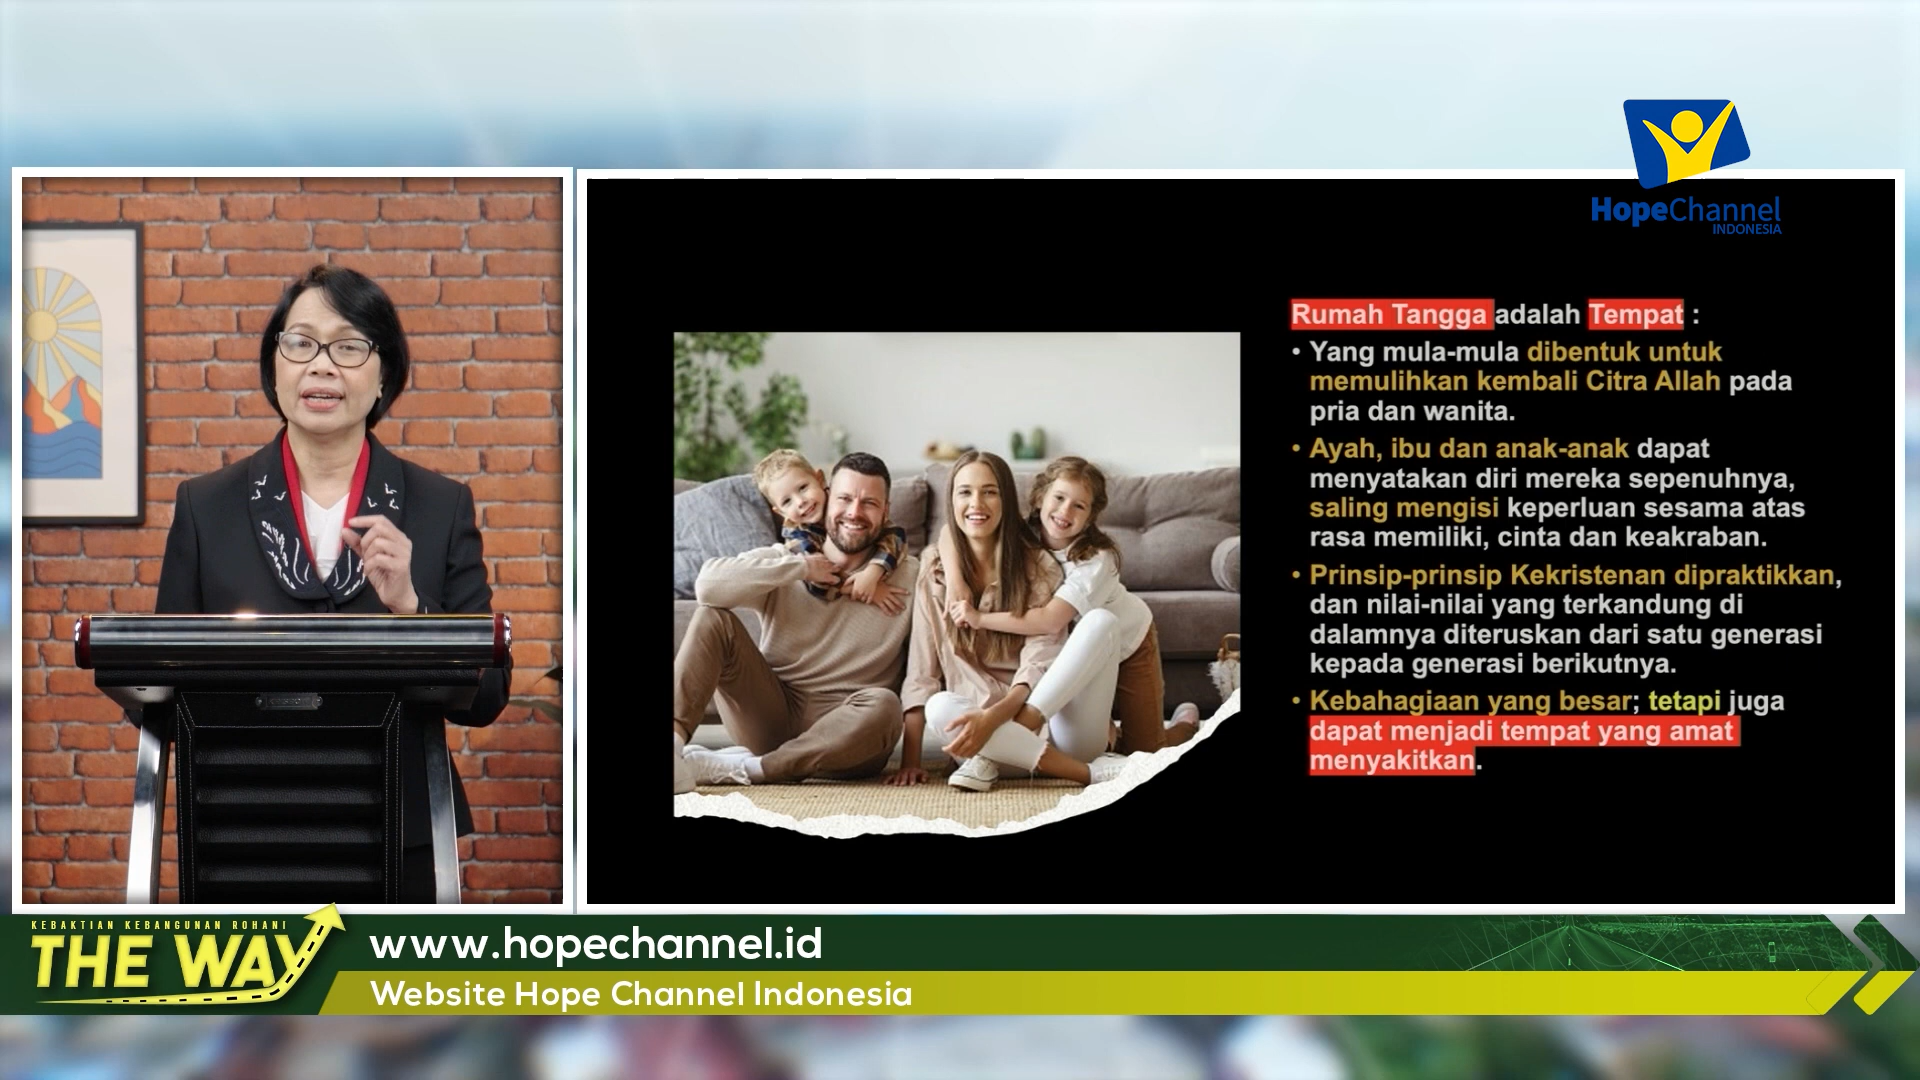 HopeChannel
INDONESIA
Rumah Tangga adalah Tempat :
• Yang mula-mula dibentuk untuk
memulihkan kembali Citra Allah pada
pria dan wanita.
• Ayah, ibu dan anak-anak dapat
menyatakan diri mereka sepenuhnya,
saling mengisi keperluan sesama atas
rasa memiliki, cinta dan keakraban.
• Prinsip-prinsip Kekristenan dipraktikkan,
dan nilai-nilai yang terkandung di
dalamnya diteruskan dari satu generasi
kepada generasi berikutnya.
• Kebahagiaan yang besar; tetapi juga
dapat menjadi tempat yang amat
menyakitkan.
KEBAKTIAN KEBANGUNAN ROHANI
THE WAY
www.hopechannel.id
Website Hope Channel Indonesia